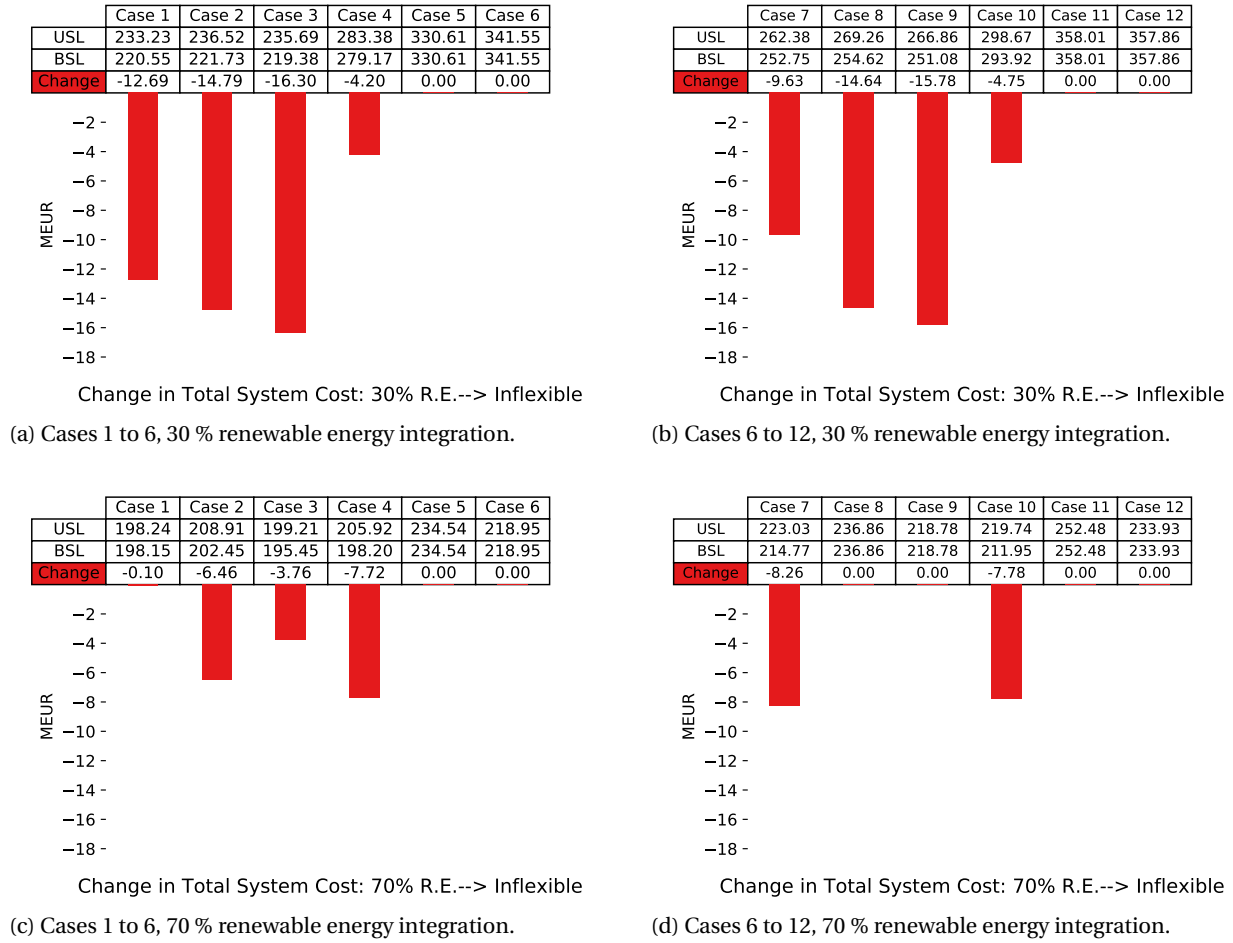 Case 1 Case 2 Case 3 Case 4 Case 5 Case 6
USL 233.23 236.52 235.69 283.38 330.61 341.55
BSL 220.55 221.73 219.38 279.17 330.61 341.55
Change -12.69 -14.79 -16.30 -4.20 0.00 0.00
−2
−4
−6
−8
−10
−12
−14
−16
−18
MEUR
Change in Total System Cost: 30% R.E.--> Inflexible
(a) Cases 1 to 6, 30 % renewable energy integration.
Case 7 Case 8 Case 9 Case 10 Case 11 Case 12
USL 262.38 269.26 266.86 298.67 358.01 357.86
BSL 252.75 254.62 251.08 293.92 358.01 357.86
Change -9.63 -14.64 -15.78 -4.75 0.00 0.00
−2
−4
−6
−8
−10
−12
−14
−16
−18
MEUR
Change in Total System Cost: 30% R.E.--> Inflexible
(b) Cases 6 to 12, 30 % renewable energy integration.
Case 1 Case 2 Case 3 Case 4 Case 5 Case 6
USL 198.24 208.91 199.21 205.92 234.54 218.95
BSL 198.15 202.45 195.45 198.20 234.54 218.95
Change -0.10 -6.46 -3.76 -7.72 0.00 0.00
−2
−4
−6
−8
−10
−12
−14
−16
−18
MEUR
Change in Total System Cost: 70% R.E.--> Inflexible
(c) Cases 1 to 6, 70 % renewable energy integration.
Case 7 Case 8 Case 9 Case 10 Case 11 Case 12
USL 223.03 236.86 218.78 219.74 252.48 233.93
BSL 214.77 236.86 218.78 211.95 252.48 233.93
Change -8.26 0.00 0.00 -7.78 0.00 0.00
−2
−4
−6
−8
−10
−12
−14
−16
−18
MEUR
Change in Total System Cost: 70% R.E.--> Inflexible
(d) Cases 6 to 12, 70 % renewable energy integration.